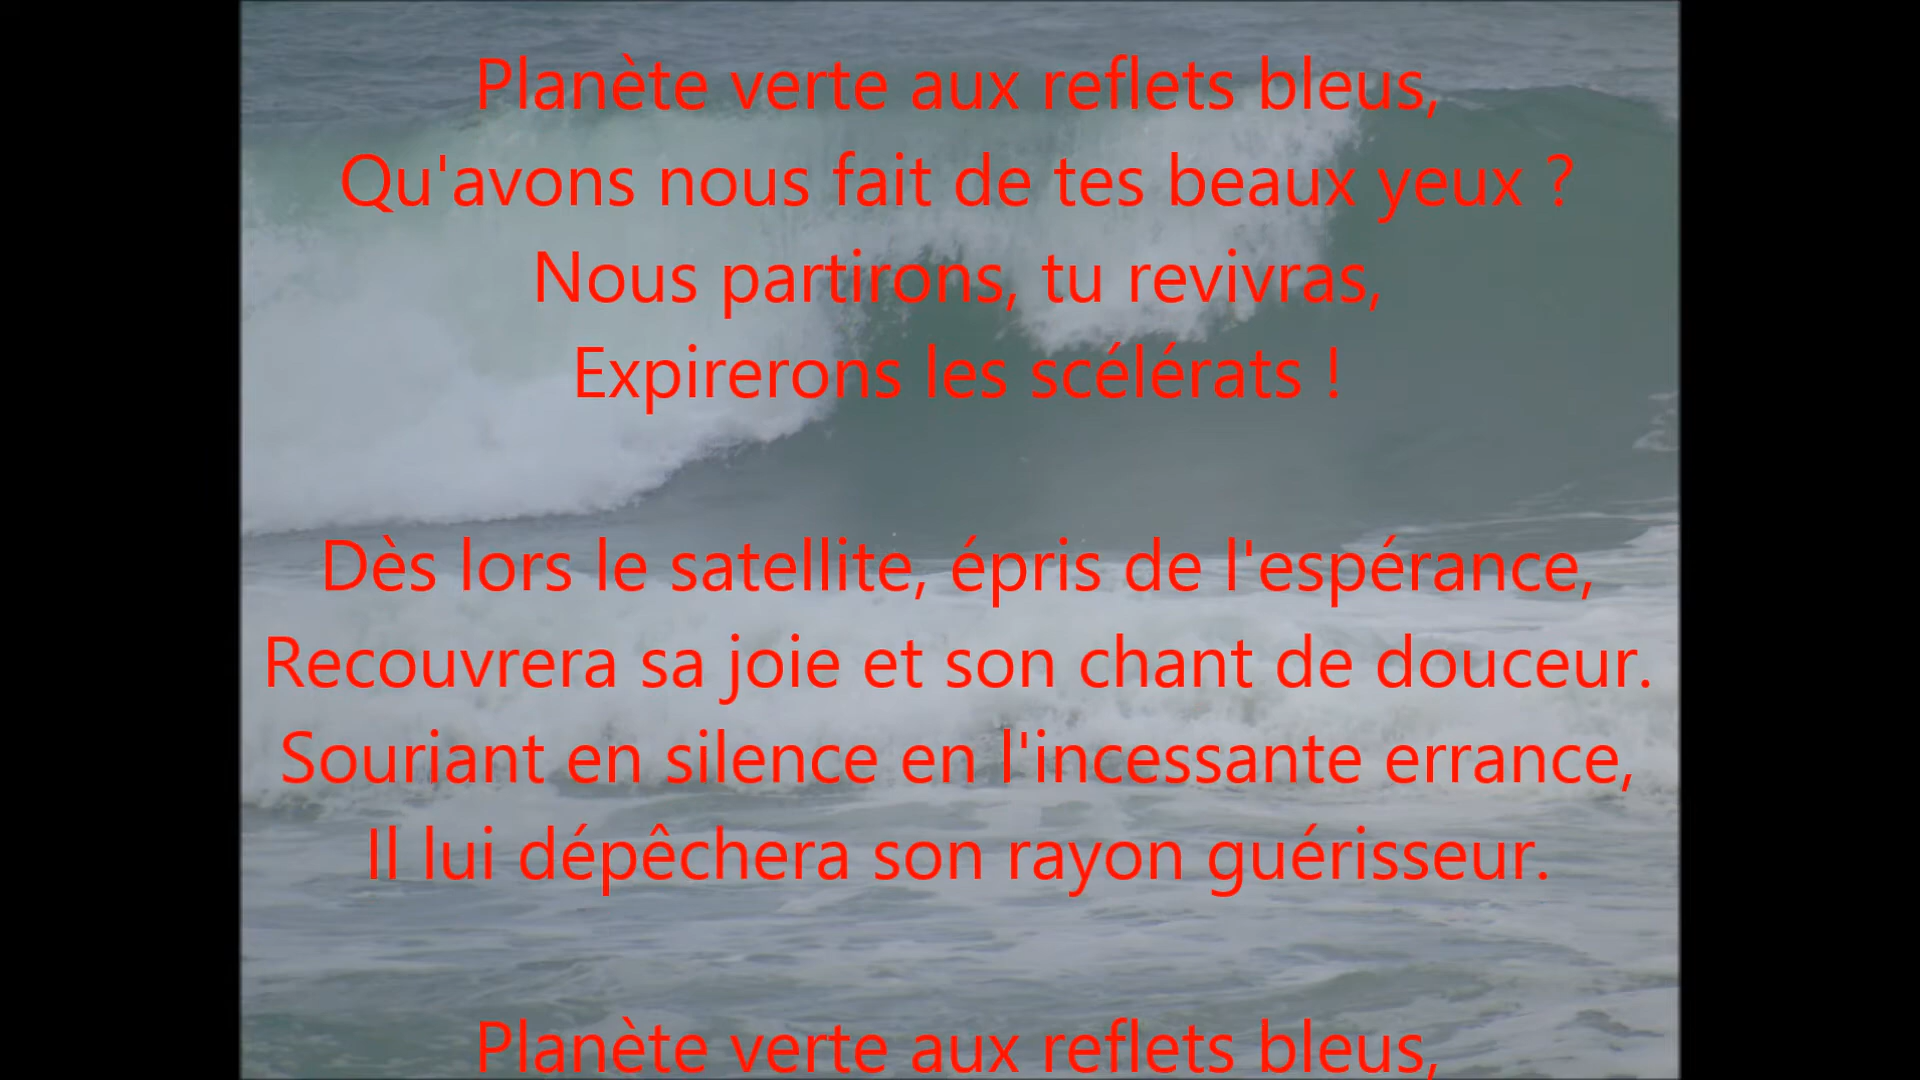 Planète verte aux reflets bleus,
Qu'avons nous fait de tes beaux yeux ?
Nous partirons, tu revivras,
Expirerons les scélérats !
Dès lors le satellite, épris de l'espérance,
Recouvrera sa joie et son chant de douceur.
Souriant en silence en l'incessante errance,
Il lui dépêchera son rayon guérisseur.
Planète verte aux reflets bleus,